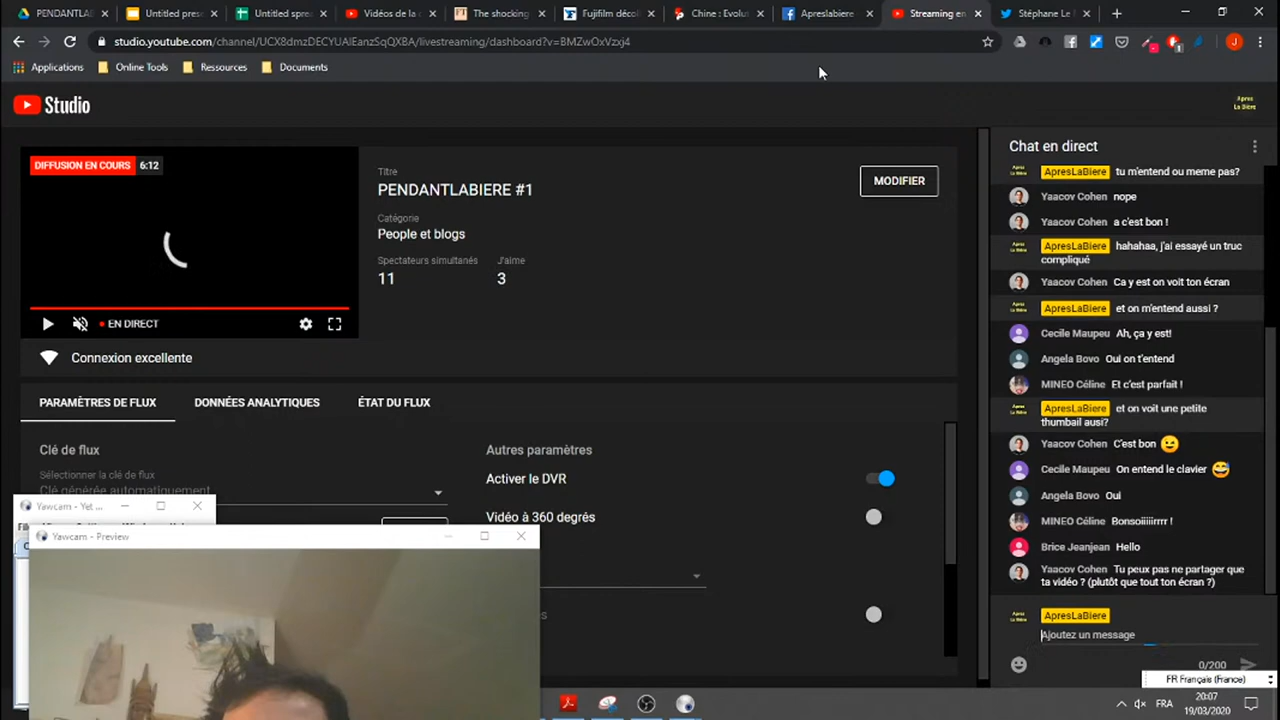 PENDANTLABI
Untitled pres
Untitled spre
Vidéos de la c
The shocking
Fujifilm décol
Chine : Evolu
Apreslabiere
Streaming en
Stéphane Le
studio.youtube.com/channel/UCX8dmzDECYUAlEanzSqQXBA/livestreaming/dashboard?v=BMZwOxVzxj4
Applications Online Tools Ressources Documents
Studio
Apres
La Bière
DIFFUSION EN COURS 6:12
EN DIRECT
Connexion excellente
Titre
PENDANTLABIERE #1
MODIFIER
Catégorie
People et blogs
Spectateurs simultanés J'aime
11 3
PARAMÈTRES DE FLUX DONNÉES ANALYTIQUES ÉTAT DU FLUX
Clé de flux
Sélectionner la clé de flux
Clé générée automatiquement
Autres paramètres
Activer le DVR
Vidéo à 360 degrés
Yawcam - Yet ...
Yawcam - Preview
Chat en direct
ApresLaBiere tu m'entend ou meme pas?
Yaacov Cohen nope
Yaacov Cohen a c'est bon !
ApresLaBiere hahahaa, j'ai essayé un truc
compliqué
Yaacov Cohen Ca y est on voit ton écran
ApresLaBiere et on m'entend aussi ?
Cecile Maupeu Ah, ça y est!
Angela Bovo Oui on t'entend
MINEO Céline Et c'est parfait !
ApresLaBiere et on voit une petite
thumbail ausi?
Yaacov Cohen C'est bon 😉
Cecile Maupeu On entend le clavier 😅
Angela Bovo Oui
MINEO Céline Bonsoiiiiirrrr !
Brice Jeanjean Hello
Yaacov Cohen Tu peux pas ne partager que
ta vidéo ? (plutôt que tout ton écran ?)
ApresLaBiere
Ajoutez un message
0/200
FR Français (France)
FRA
20:07
19/03/2020